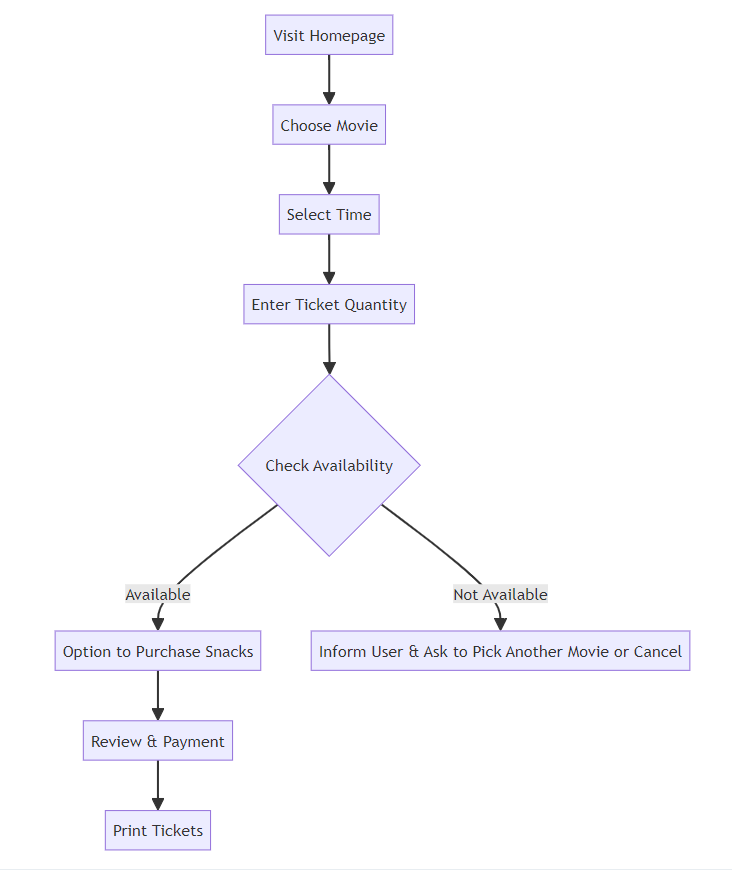 Visit Homepage
Choose Movie
Select Time
Enter Ticket Quantity
Check Availability
Available
Not Available
Option to Purchase Snacks
Inform User & Ask to Pick Another Movie or Cancel
Review & Payment
Print Tickets